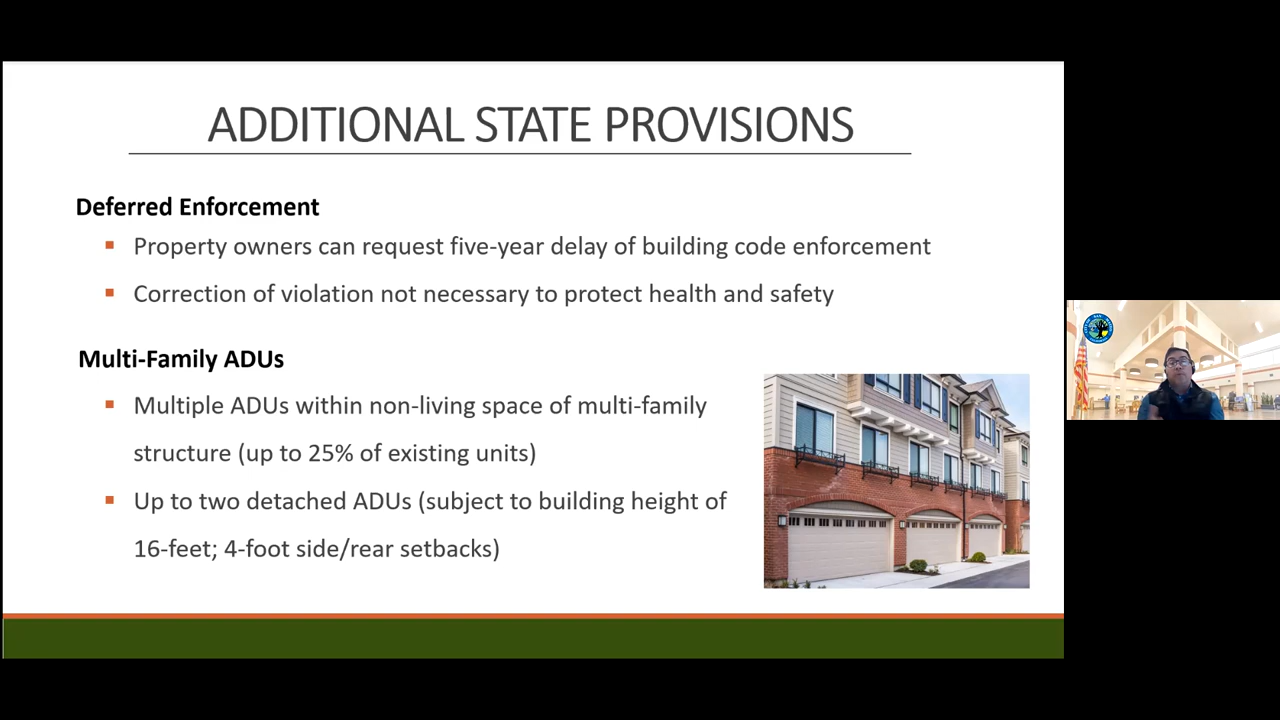 ADDITIONAL STATE PROVISIONS
Deferred Enforcement
Property owners can request five-year delay of building code enforcement
Correction of violation not necessary to protect health and safety
Multi-Family ADUs
Multiple ADUs within non-living space of multi-family
structure (up to 25% of existing units)
Up to two detached ADUs (subject to building height of
16-feet; 4-foot side/rear setbacks)